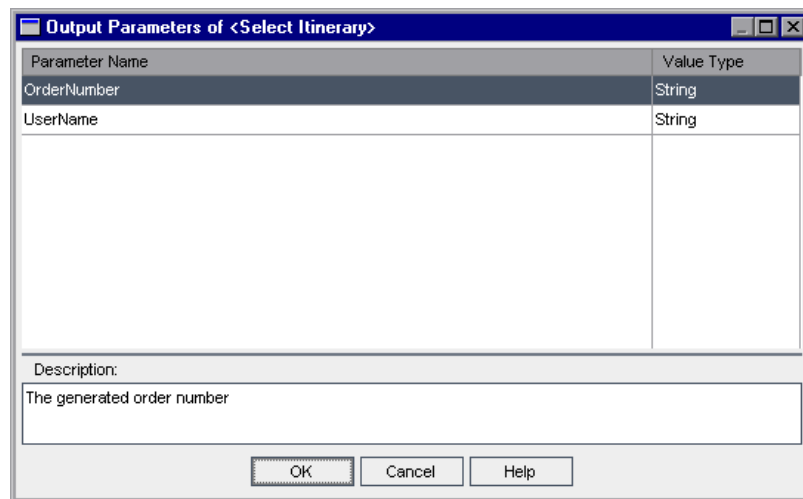 Output Parameters of <Select Itinerary>
Parameter Name Value Type
OrderNumber String
UserName String
Description:
The generated order number
OK Cancel Help